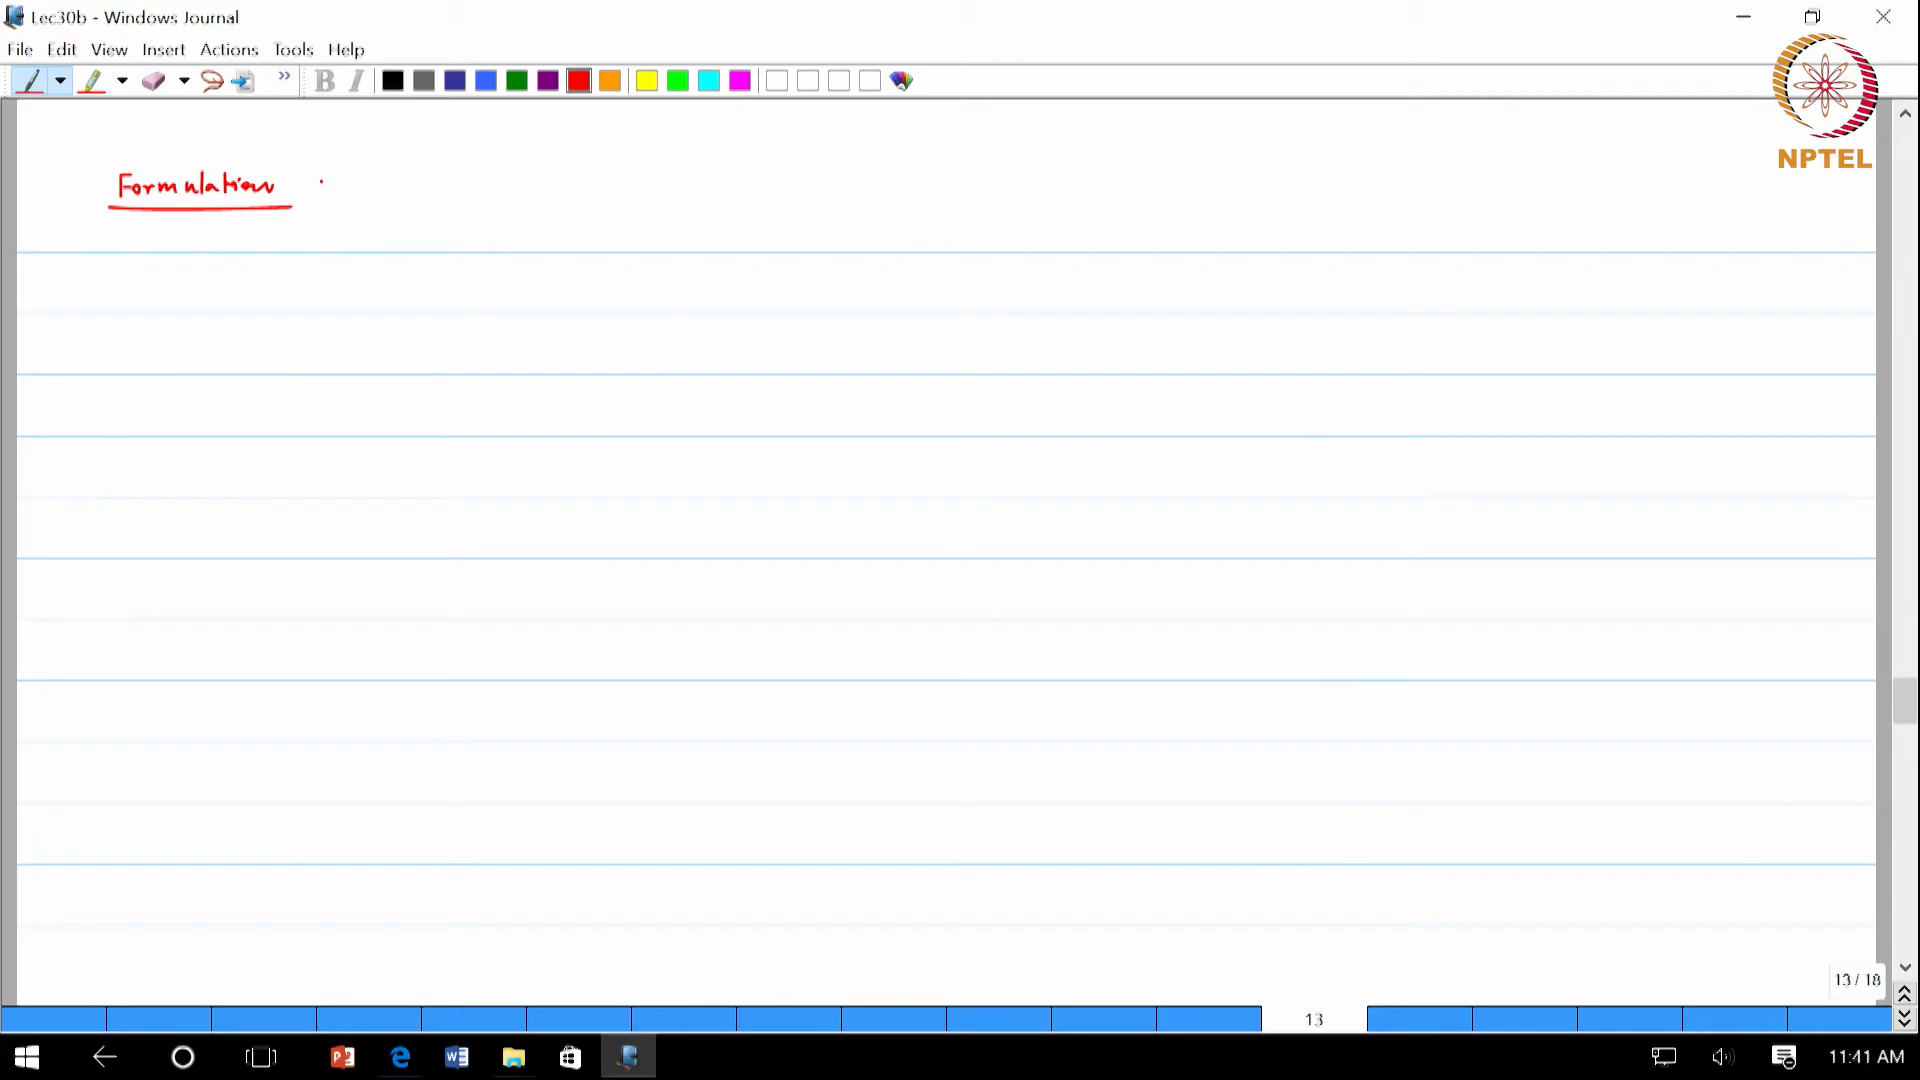 Lec30b - Windows Journal
File Edit View Insert Actions Tools Help
B I
NPTEL
Formulation
13 / 18
13
11:41 AM